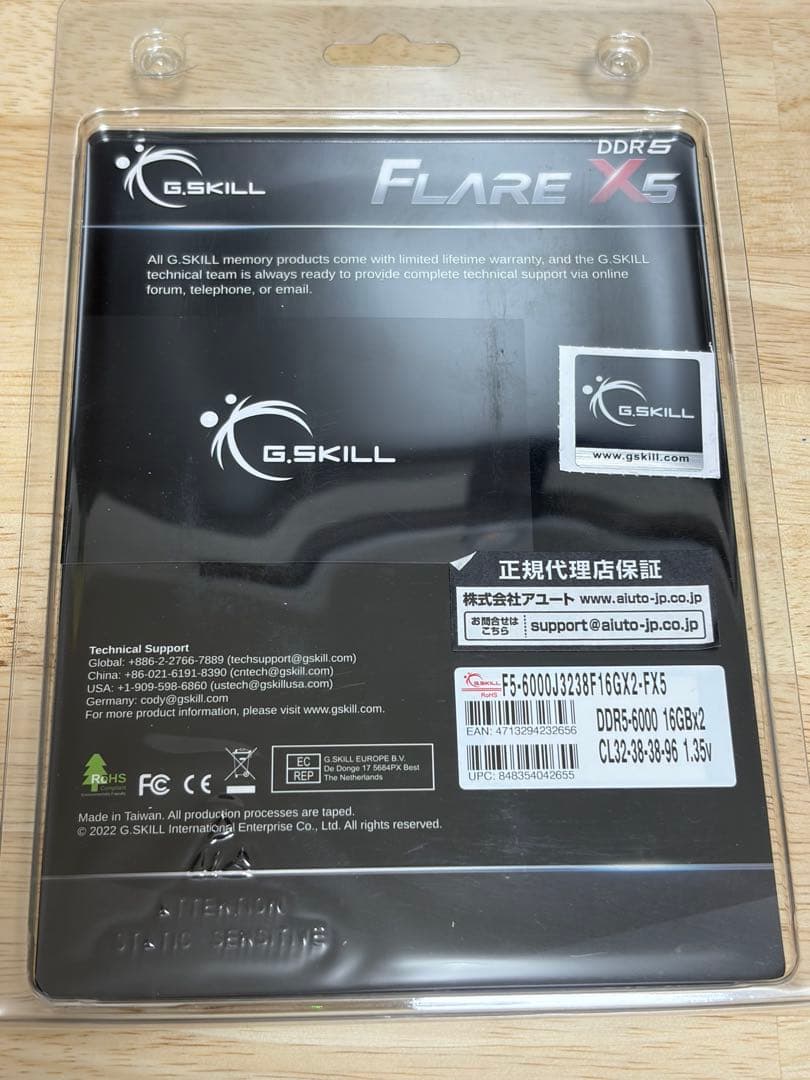 G.SKILL
DDR5
FLARE X5
All G.SKILL memory products come with limited lifetime warranty, and the G.SKILL
technical team is always ready to provide complete technical support via online
forum, telephone, or email.
G.SKILL
G.SKILL
www.gskill.com
正規代理店保証
株式会社アユート www.aiuto-jp.co.jp
お問合せは
こちら
support@aiuto-jp.co.jp
Technical Support
Global: +886-2-2766-7889 (techsupport@gskill.com)
China: +86-021-6191-8390 (cntech@gskill.com)
USA: +1-909-598-6860 (ustech@gskillusa.com)
Germany: cody@gskill.com
For more product information, please visit www.gskill.com.
G.SKILL
RoHS
F5-6000J3238F16GX2-FX5
EAN: 4713294232656
DDR5-6000 16GBx2
CL32-38-38-96 1.35v
UPC: 848354042655
RoHS
Compliant
Environmentally Friendly
FC CE
EC REP
G.SKILL EUROPE B.V.
De Donge 17 5684PX Best
The Netherlands
Made in Taiwan. All production processes are taped.
© 2022 G.SKILL International Enterprise Co., Ltd. All rights reserved.
ATTENTION
STATIC SENSITIVE